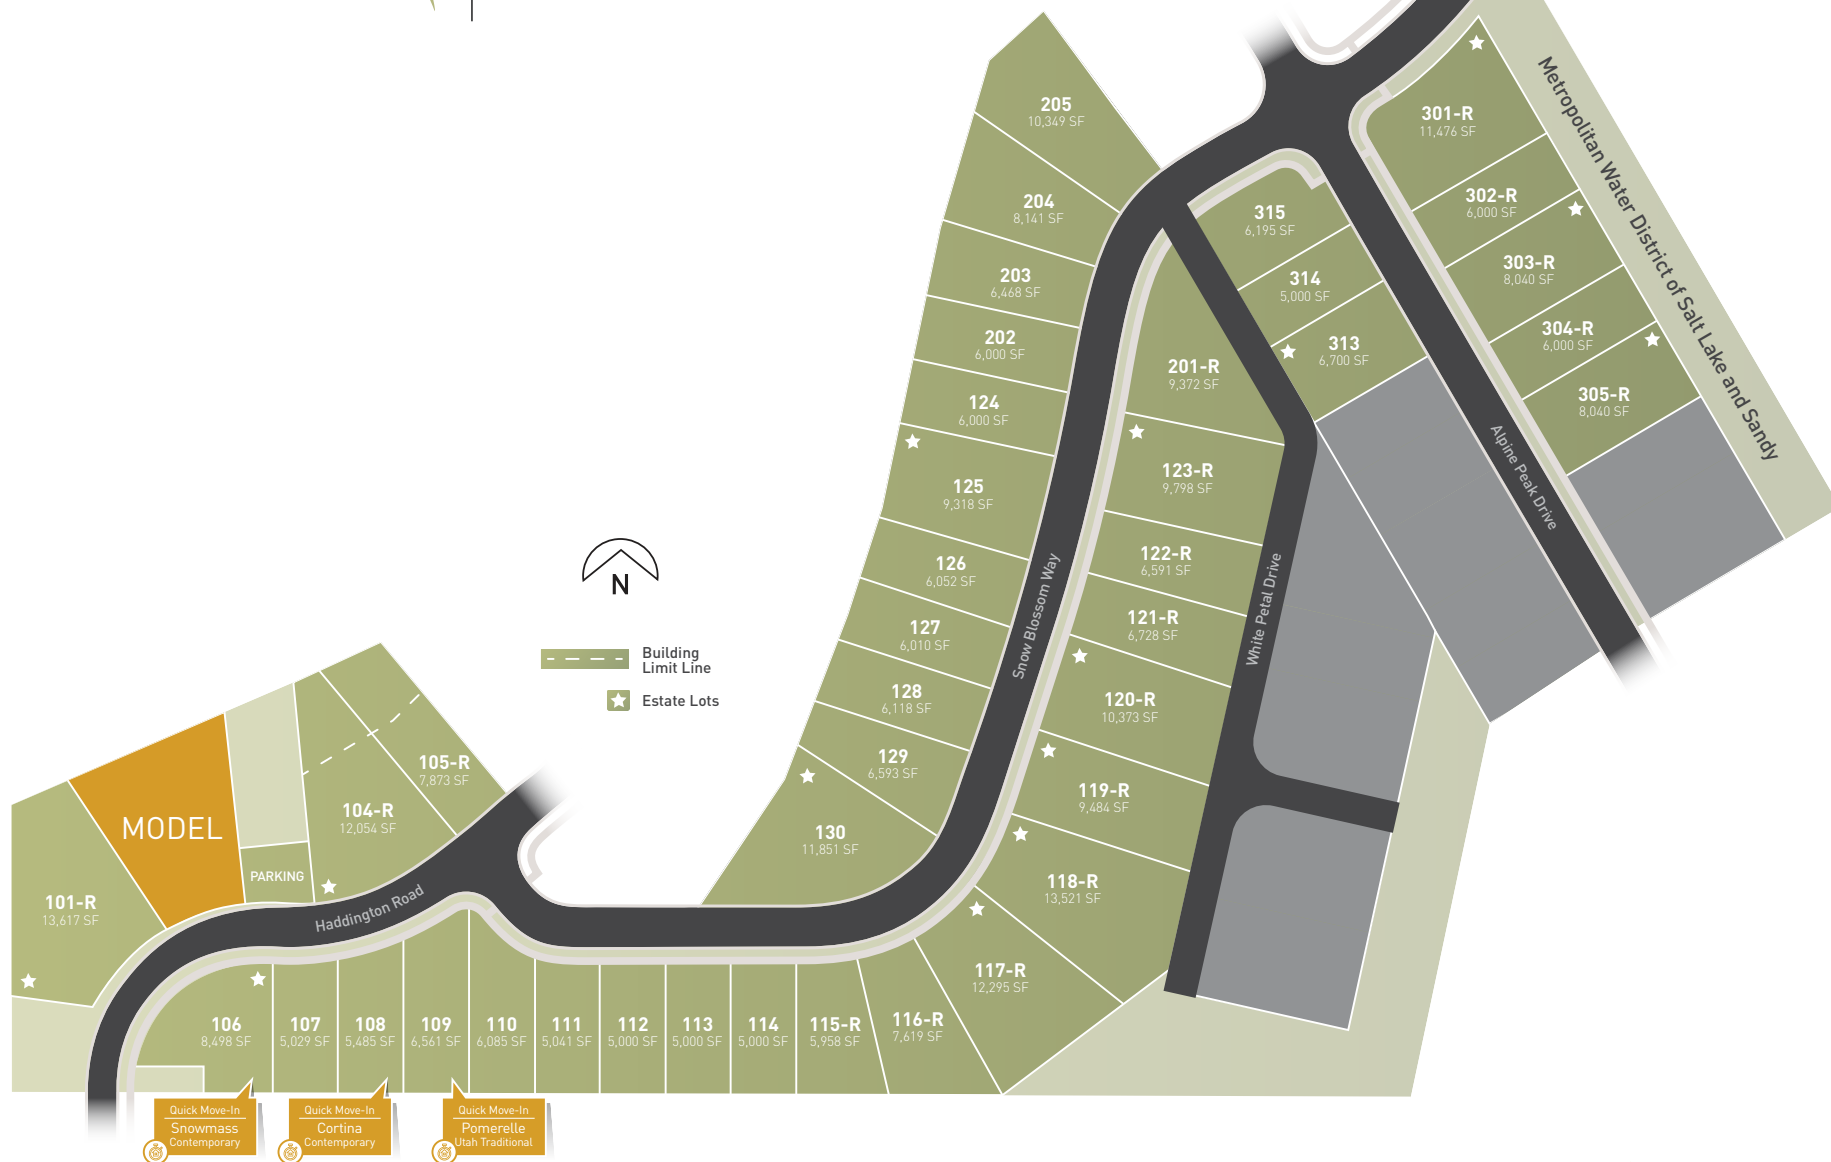 205
10,349 SF
204
8,141 SF
203
6,468 SF
202
6,000 SF
124
6,000 SF
125
9,318 SF
126
6,052 SF
127
6,010 SF
128
6,118 SF
129
6,593 SF
130
11,851 SF
301-R
11,476 SF
302-R
6,000 SF
303-R
8,040 SF
304-R
6,000 SF
305-R
8,040 SF
Metropolitan Water District of Salt Lake and Sandy
315
6,195 SF
314
5,000 SF
313
6,700 SF
Alpine Peak Drive
201-R
9,372 SF
123-R
9,798 SF
122-R
6,591 SF
121-R
6,728 SF
120-R
10,373 SF
119-R
9,484 SF
118-R
13,521 SF
117-R
12,295 SF
116-R
7,619 SF
Snow Blossom Way
White Petal Drive
N
Building
Limit Line
Estate Lots
105-R
7,873 SF
104-R
12,054 SF
MODEL
PARKING
101-R
13,617 SF
Haddington Road
106
8,498 SF
107
5,029 SF
108
5,485 SF
109
6,561 SF
110
6,085 SF
111
5,041 SF
112
5,000 SF
113
5,000 SF
114
5,000 SF
115-R
5,958 SF
Quick Move-In
Snowmass
Contemporary
Quick Move-In
Cortina
Contemporary
Quick Move-In
Pomerelle
Utah Traditional